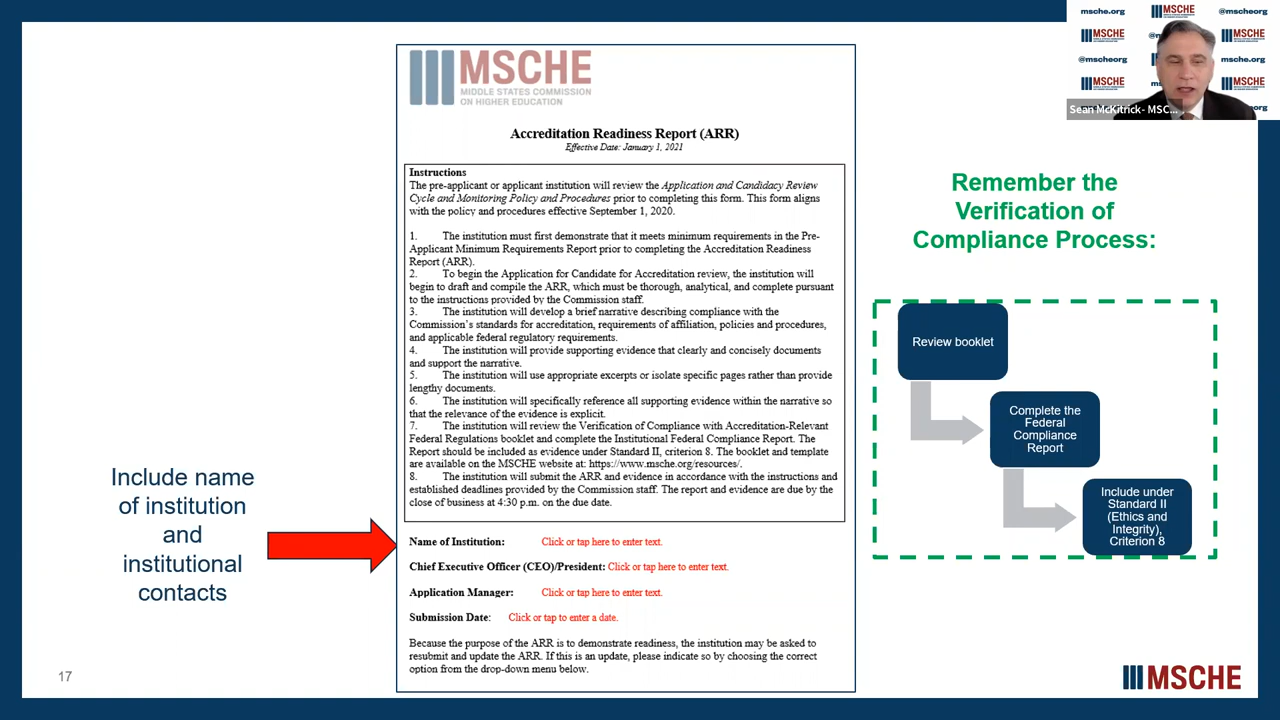 msche.org
MSCHE
@mscheorg
MSCHE
MSCHE
@mscheorg
msche.org
MSCHE
MSCHE
Sean McKitrick- MSC...
MSCHE
MIDDLE STATES COMMISSION
ON HIGHER EDUCATION
Accreditation Readiness Report (ARR)
Effective Date: January 1, 2021
Instructions
The pre-applicant or applicant institution will review the Application and Candidacy Review
Cycle and Monitoring Policy and Procedures prior to completing this form. This form aligns
with the policy and procedures effective September 1, 2020.
1. The institution must first demonstrate that it meets minimum requirements in the Pre-
Applicant Minimum Requirements Report prior to completing the Accreditation Readiness
Report (ARR).
2. To begin the Application for Candidate for Accreditation review, the institution will
begin to draft and compile the ARR, which must be thorough, analytical, and complete pursuant
to the instructions provided by the Commission staff.
3. The institution will develop a brief narrative describing compliance with the
Commission's standards for accreditation, requirements of affiliation, policies and procedures,
and applicable federal regulatory requirements.
4. The institution will provide supporting evidence that clearly and concisely documents
and support the narrative.
5. The institution will use appropriate excerpts or isolate specific pages rather than provide
lengthy documents.
6. The institution will specifically reference all supporting evidence within the narrative so
that the relevance of the evidence is explicit.
7. The institution will review the Verification of Compliance with Accreditation-Relevant
Federal Regulations booklet and complete the Institutional Federal Compliance Report. The
Report should be included as evidence under Standard II, criterion 8. The booklet and template
are available on the MSCHE website at: https://www.msche.org/resources/.
8. The institution will submit the ARR and evidence in accordance with the instructions and
established deadlines provided by the Commission staff. The report and evidence are due by the
close of business at 4:30 p.m. on the due date.
Name of Institution: Click or tap here to enter text.
Chief Executive Officer (CEO)/President: Click or tap here to enter text.
Application Manager: Click or tap here to enter text.
Submission Date: Click or tap to enter a date.
Because the purpose of the ARR is to demonstrate readiness, the institution may be asked to
resubmit and update the ARR. If this is an update, please indicate so by choosing the correct
option from the drop-down menu below.
Include name
of institution
and
institutional
contacts
Remember the
Verification of
Compliance Process:
Review booklet
Complete the
Federal
Compliance
Report
Include under
Standard II
(Ethics and
Integrity),
Criterion 8
17
MSCHE